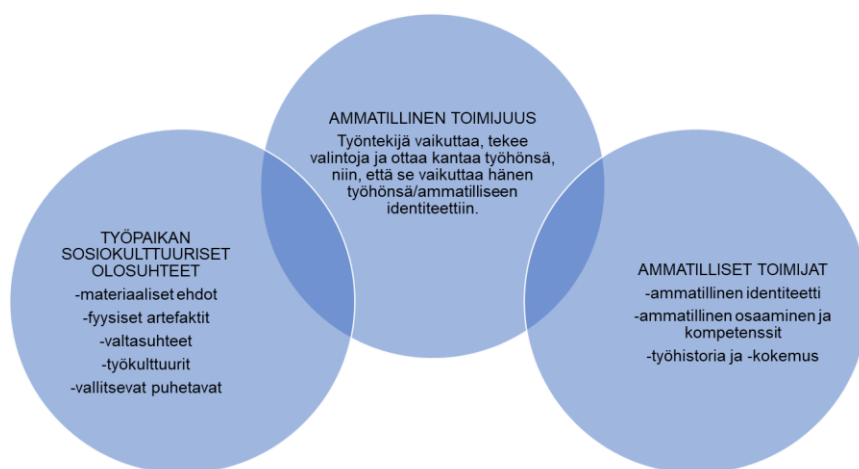 AMMATILLINEN TOIMIJUUS
Työntekijä vaikuttaa, tekee
valintoja ja ottaa kantaa työhönsä,
niin, että se vaikuttaa hänen
työhönsä/ammatilliseen
identiteettiin.
TYÖPAIKAN
SOSIOKULTTUURISET
OLOSUHTEET
-materiaaliset ehdot
-fyysiset artefaktit
-valtasuhteet
-työkulttuurit
-vallitsevat puhetavat
AMMATILLISET TOIMIJAT
-ammatillinen identiteetti
-ammatillinen osaaminen ja
kompetenssit
-työhistoria ja -kokemus